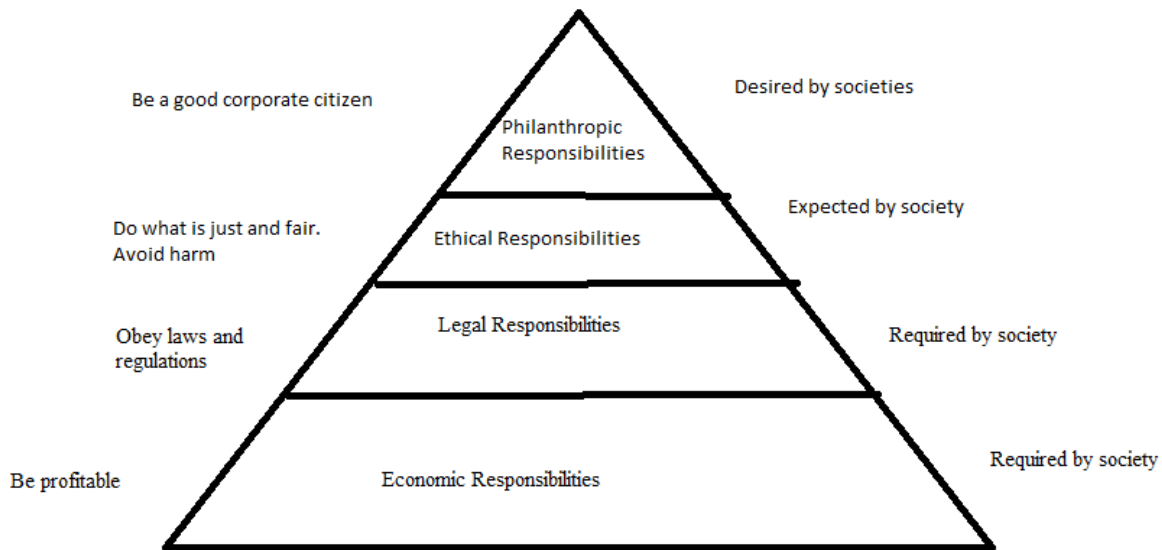 Be a good corporate citizen
Philanthropic
Responsibilities
Desired by societies
Do what is just and fair.
Avoid harm
Ethical Responsibilities
Expected by society
Obey laws and
regulations
Legal Responsibilities
Required by society
Be profitable
Economic Responsibilities
Required by society